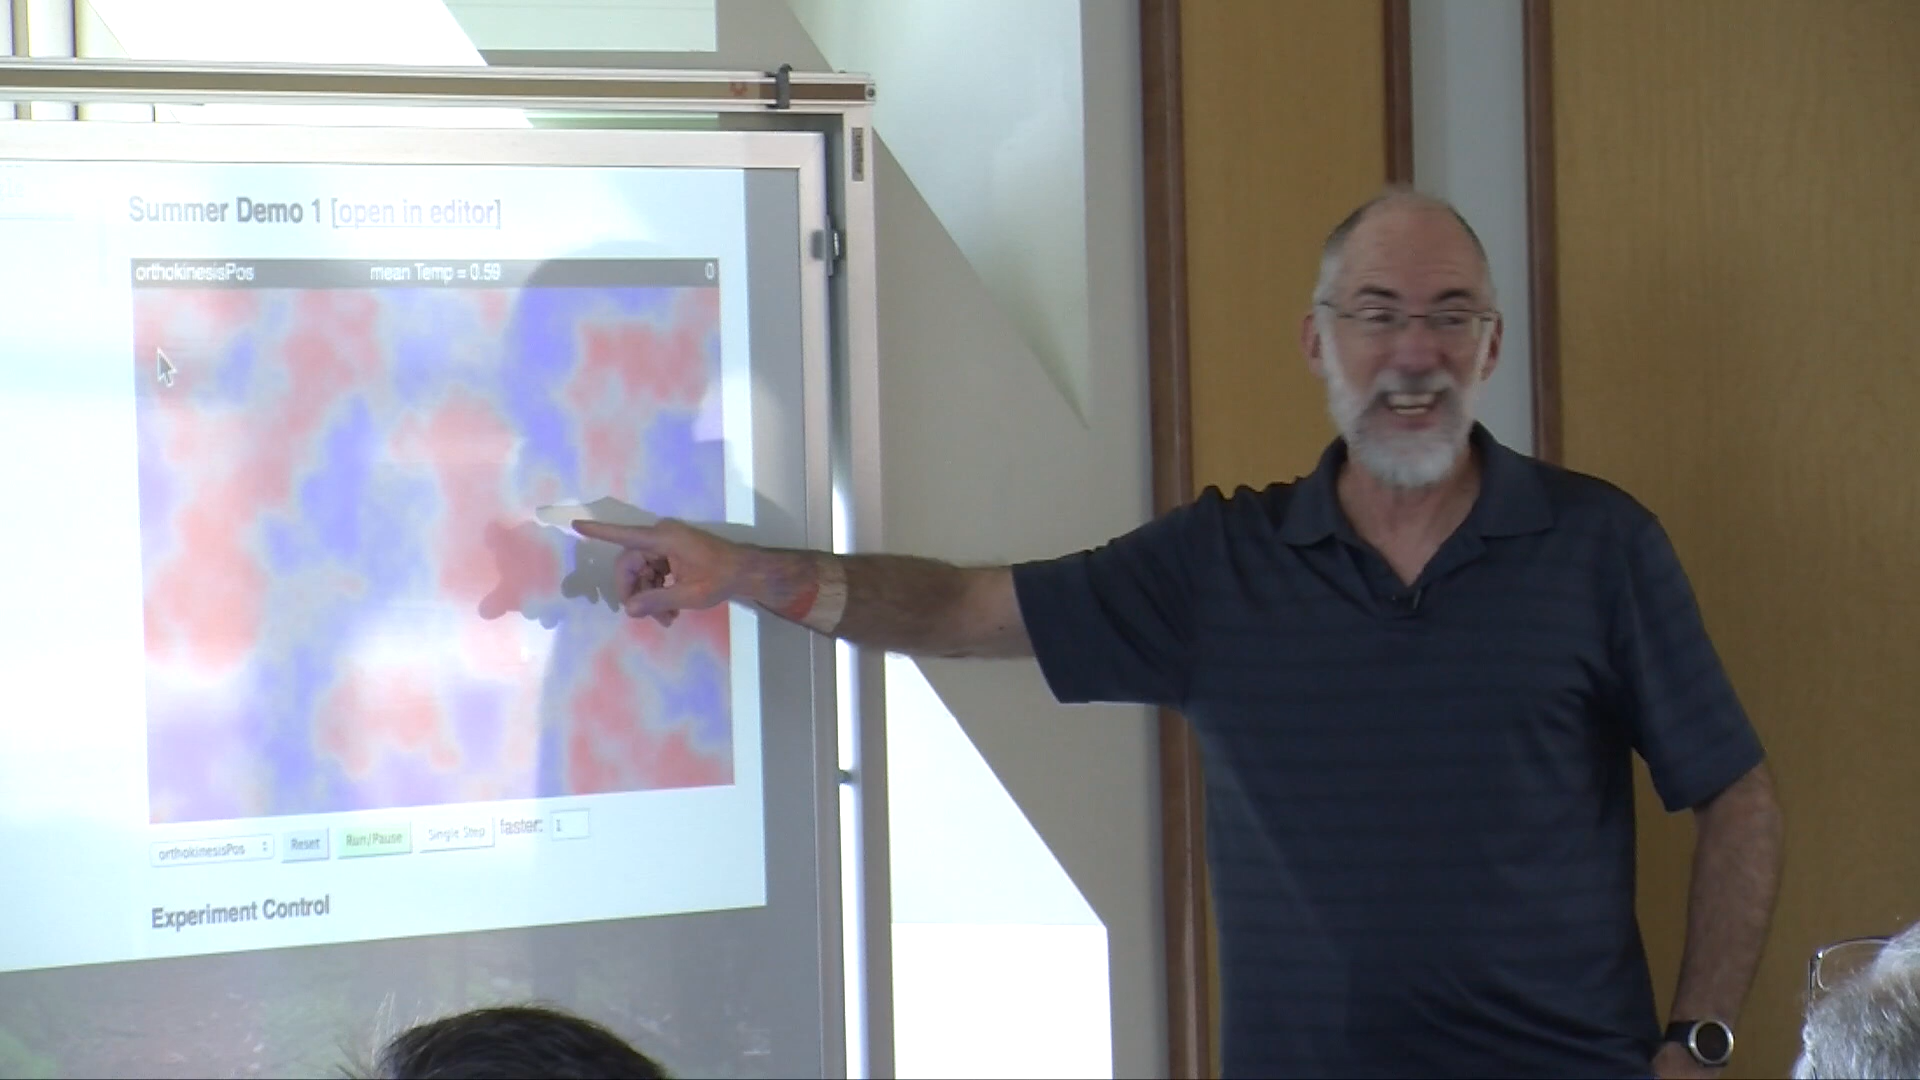 Summer Demo 1 [open in editor]
orthokinesisPos mean Temp = 0.59 0
orthokinesisPos Reset Run/Pause Single Step faster: 1
Experiment Control